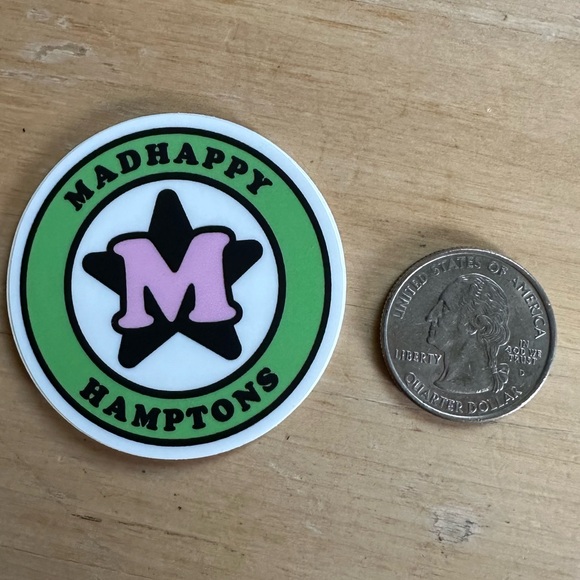 MADHAPPY
M
HAMPTONS
UNITED STATES OF AMERICA
LIBERTY
IN
GOD WE
TRUST
D
QUARTER DOLLAR